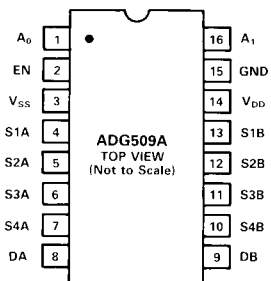 A₀ 1 16 A₁
EN 2 15 GND
VSS 3 14 VDD
S1A 4 13 S1B
ADG509A
S2A 5 TOP VIEW 12 S2B
(Not to Scale)
S3A 6 11 S3B
S4A 7 10 S4B
DA 8 9 DB